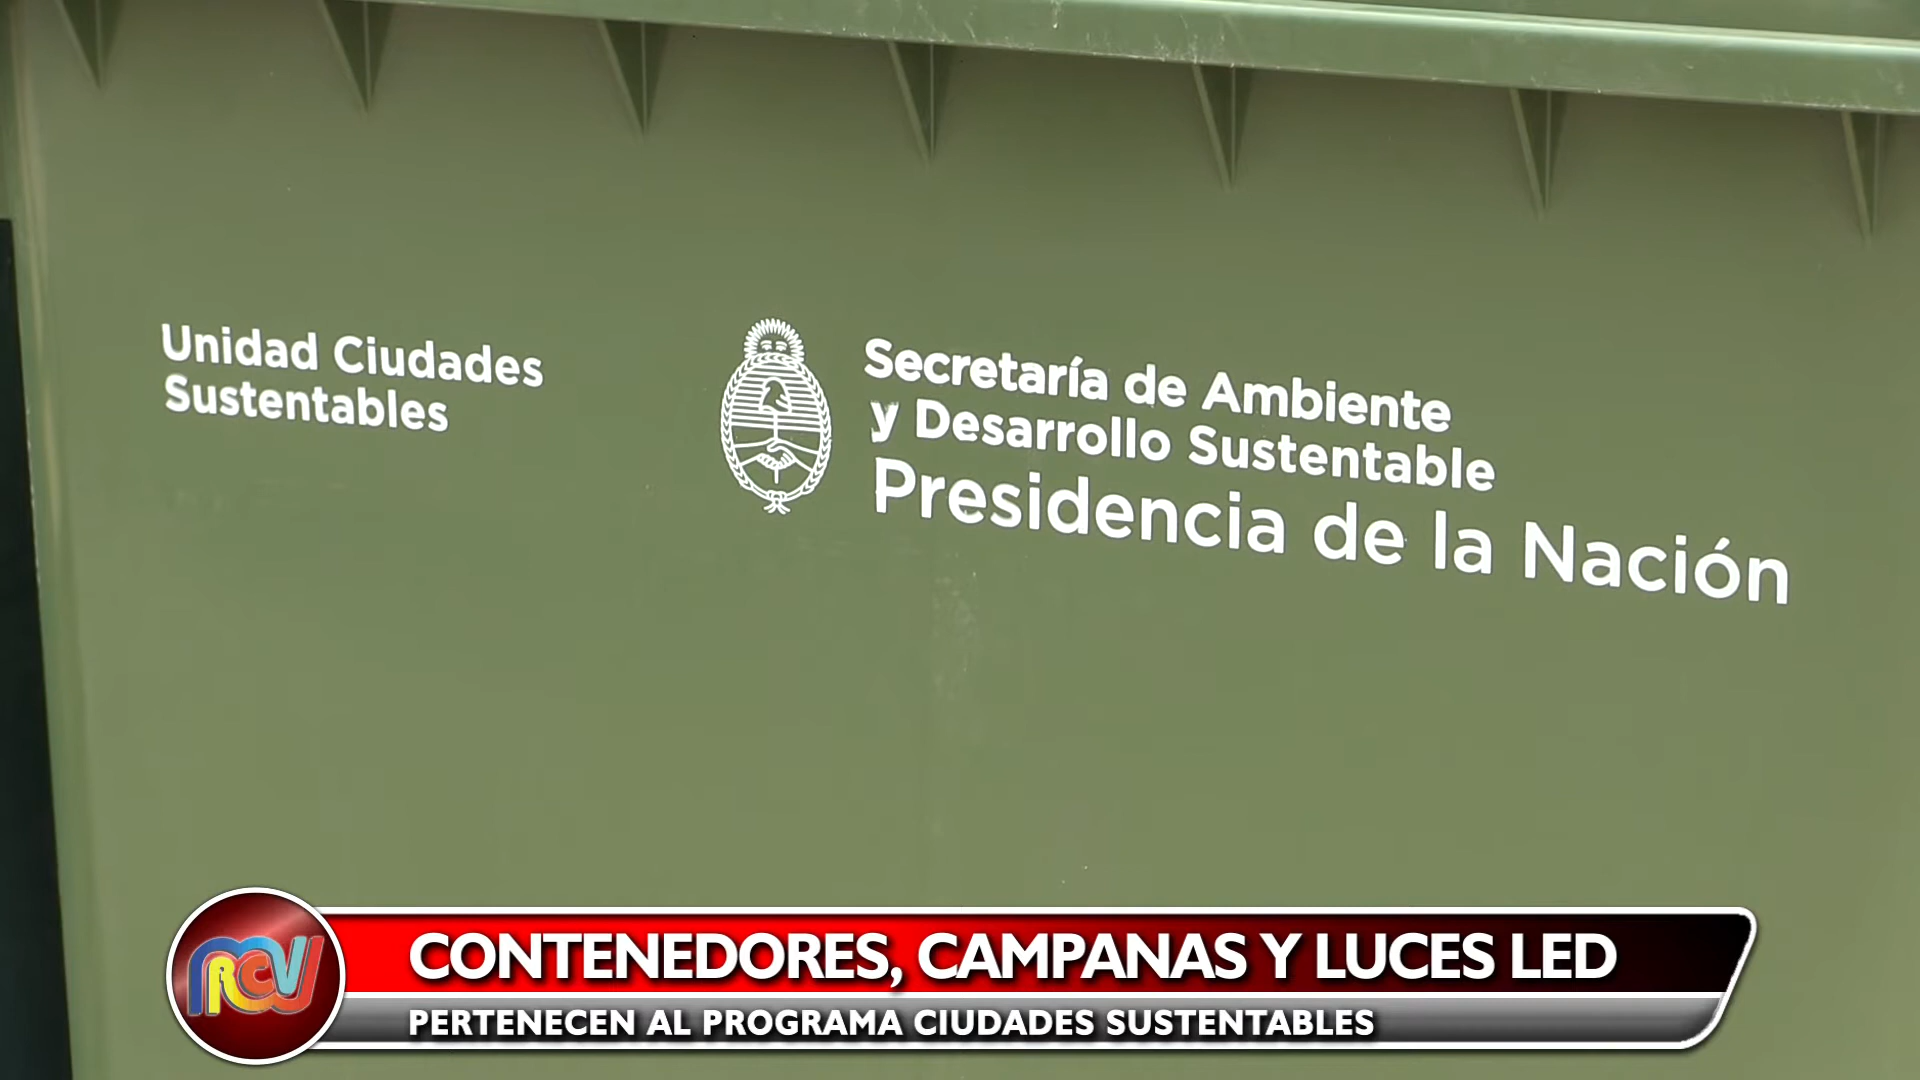 Unidad Ciudades
Sustentables
Secretaría de Ambiente
y Desarrollo Sustentable
Presidencia de la Nación
CONTENEDORES, CAMPANAS Y LUCES LED
PERTENECEN AL PROGRAMA CIUDADES SUSTENTABLES
RCV